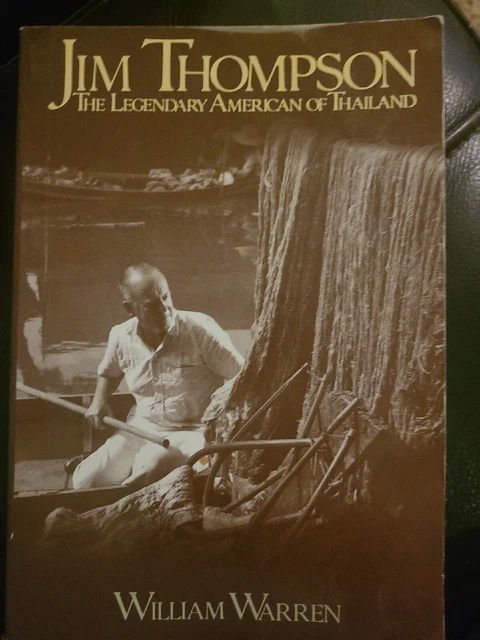 JIM THOMPSON
THE LEGENDARY AMERICAN OF THAILAND
WILLIAM WARREN